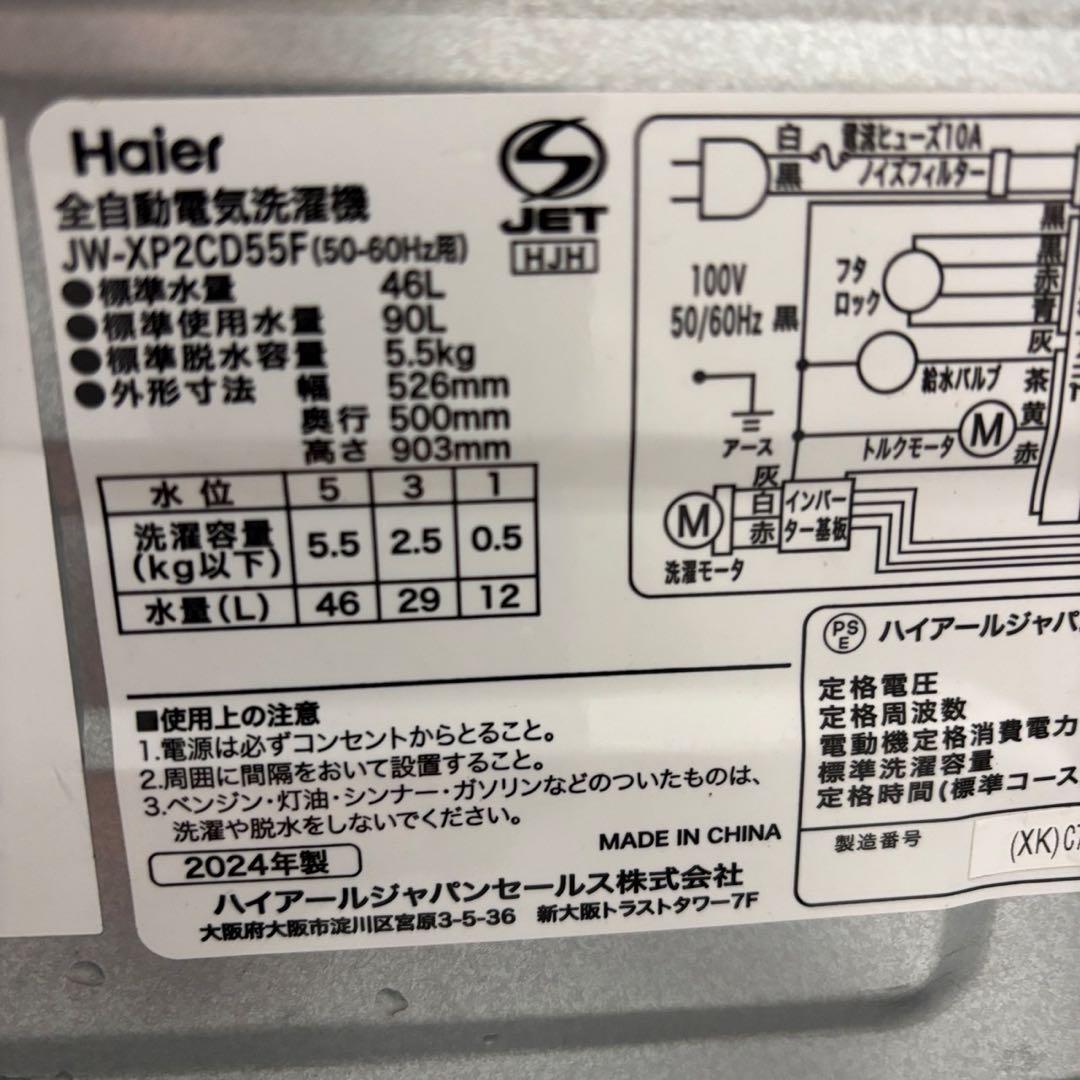 Haier
全自動電気洗濯機
JW-XP2CD55F(50-60Hz用)
●標準水量 46L
●標準使用水量 90L
●標準脱水容量 5.5kg
●外形寸法 幅 526mm
奥行 500mm
高さ 903mm
JET
HJH
水位 5 3 1
洗濯容量(kg以下) 5.5 2.5 0.5
水量(L) 46 29 12
白 電流ヒューズ10A
黒 ノイズフィルター
黒
黒
赤
青
灰
フタロック
100V
50/60Hz 黒
給水バルブ
茶
黄
赤
アース
トルクモータ M
灰
白
赤
M
インバーター基板
洗濯モータ
■使用上の注意
1.電源は必ずコンセントからとること。
2.周囲に間隔をおいて設置すること。
3.ベンジン・灯油・シンナー・ガソリンなどのついたものは、
洗濯や脱水をしないでください。
MADE IN CHINA
2024年製
ハイアールジャパンセールス株式会社
大阪府大阪市淀川区宮原3-5-36 新大阪トラストタワー7F
PSE ハイアールジャパ
定格電圧
定格周波数
電動機定格消費電力
標準洗濯容量
定格時間(標準コース
製造番号 (XK)C7